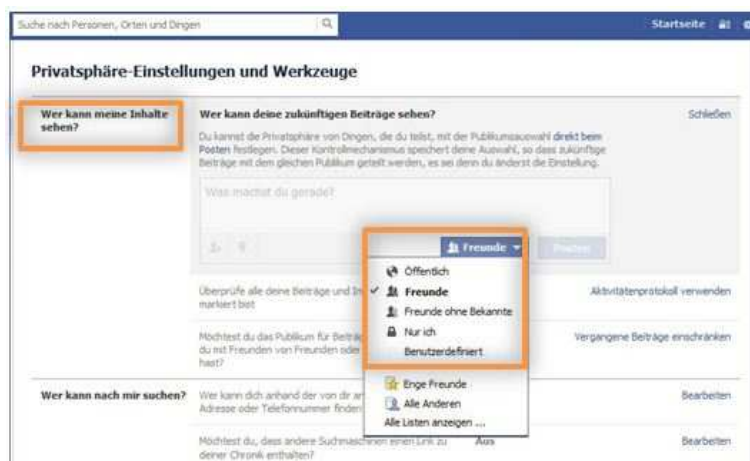 Suche nach Personen, Orten und Dingen
Startseite
Privatsphäre-Einstellungen und Werkzeuge
Wer kann meine Inhalte sehen?
Wer kann deine zukünftigen Beiträge sehen?
Schließen
Du kannst die Privatsphäre von Dingen, die du teilst, mit der Publikumsauswahl direkt beim
Posten festlegen. Dieser Kontrollmechanismus speichert deine Auswahl, so dass zukünftige
Beiträge mit dem gleichen Publikum geteilt werden, es sei denn du änderst die Einstellung.
Was machst du gerade?
Freunde
Posten
Öffentlich
Freunde
Freunde ohne Bekannte
Nur ich
Benutzerdefiniert
Enge Freunde
Alle Anderen
Alle Listen anzeigen ...
Überprüfe alle deine Beiträge und
markiert bist
Aktivitätenprotokoll verwenden
Möchtest du das Publikum für
du mit Freunden von Freunden oder
hast?
Vergangene Beiträge einschränken
Wer kann nach mir suchen?
Wer kann dich anhand der von dir
Adresse oder Telefonnummer finden
Bearbeiten
Möchtest du, dass andere Suchmaschinen einen Link zu
deiner Chronik enthalten?
Aus
Bearbeiten